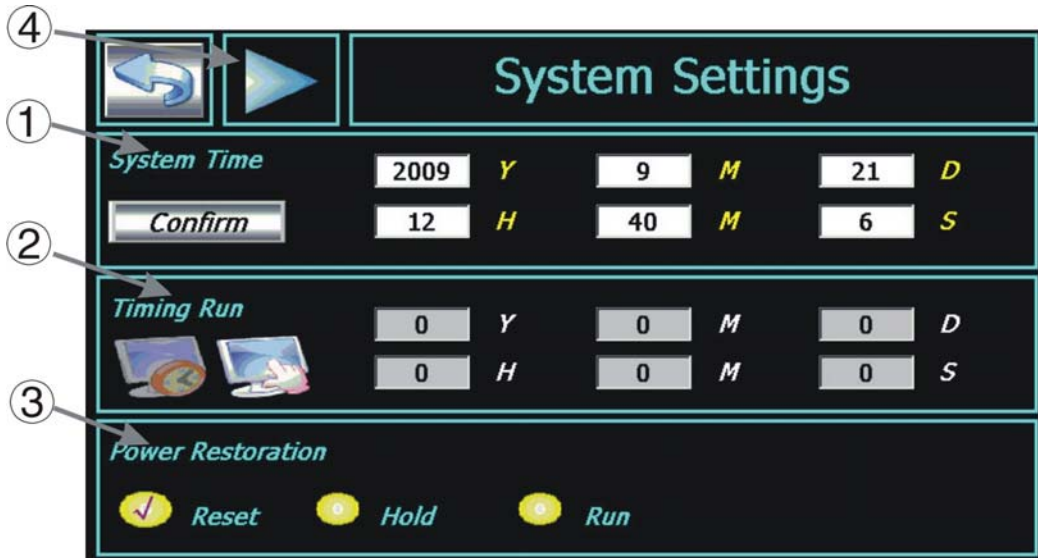 ④
System Settings
①
System Time 2009 Y 9 M 21 D
Confirm 12 H 40 M 6 S
②
Timing Run 0 Y 0 M 0 D
0 H 0 M 0 S
③
Power Restoration
Reset Hold Run